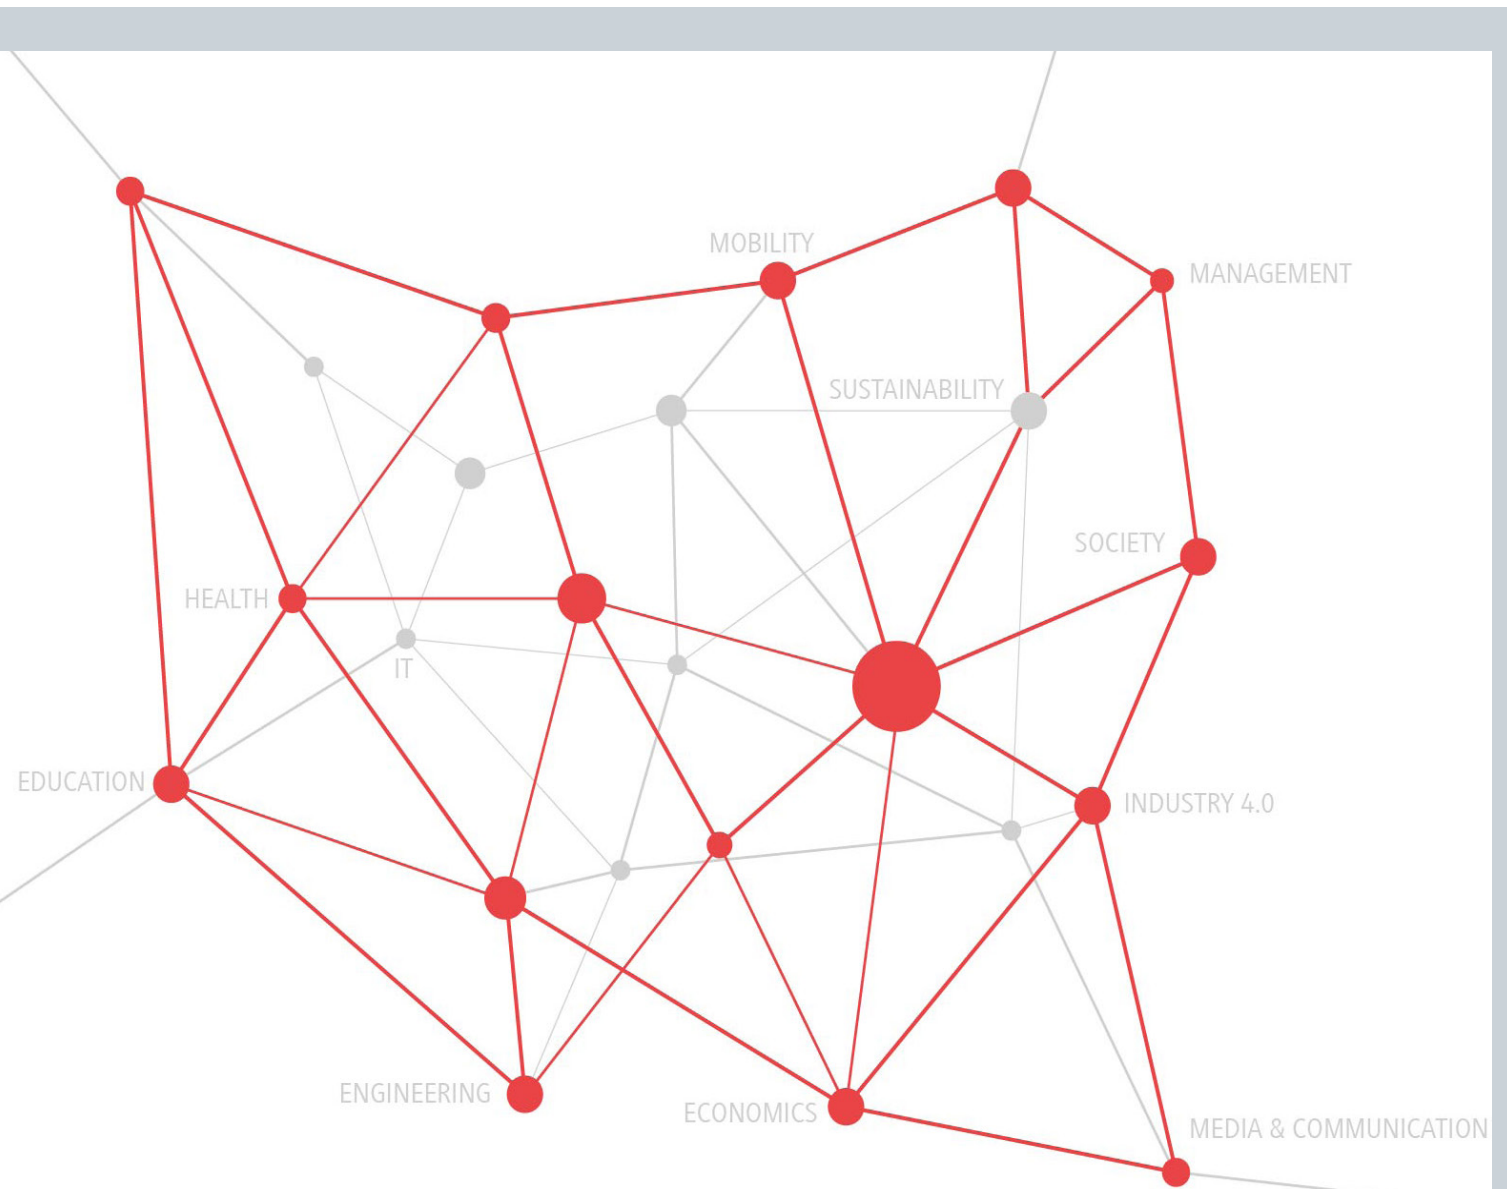 MOBILITY
MANAGEMENT
SUSTAINABILITY
SOCIETY
HEALTH
IT
EDUCATION
INDUSTRY 4.0
ENGINEERING
ECONOMICS
MEDIA & COMMUNICATION